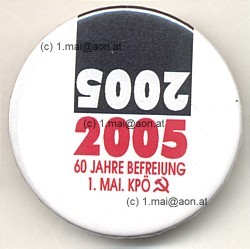 (c) 1.mai@aon.at
2005
2005
60 JAHRE BEFREIUNG
1. MAI. KPÖ
(c) 1.mai@aon.at
(c) 1.mai@aon.at